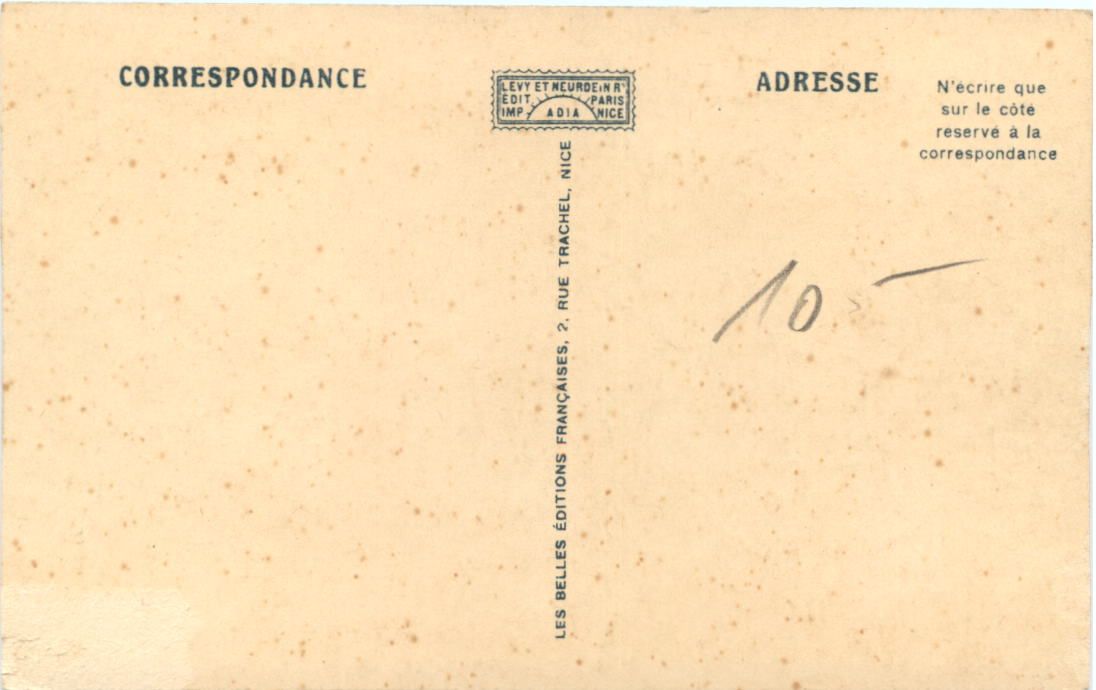 CORRESPONDANCE
LEVY ET NEURDEIN Rs
EDIT. PARIS
IMP. ADIA NICE
ADRESSE
N'écrire que
sur le côté
reservé à la
correspondance
LES BELLES ÉDITIONS FRANÇAISES, 2, RUE TRACHEL, NICE
10 -